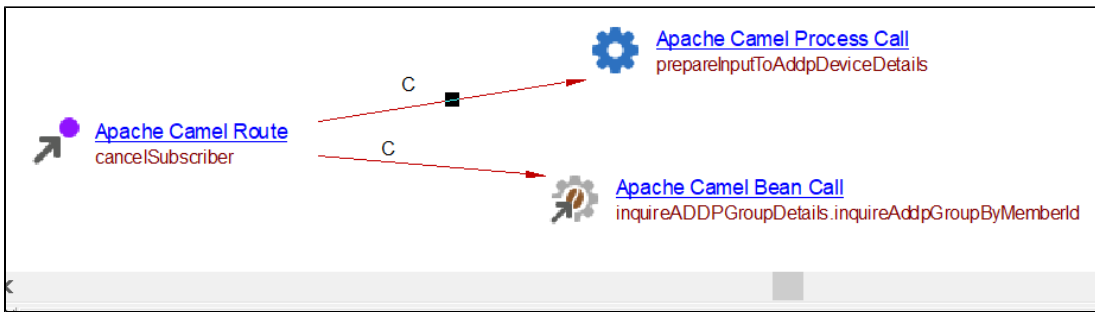 Apache Camel Process Call
prepareInputToAddpDeviceDetails
C
Apache Camel Route
cancelSubscriber
C
Apache Camel Bean Call
inquireADDPGroupDetails.inquireAddpGroupByMemberId